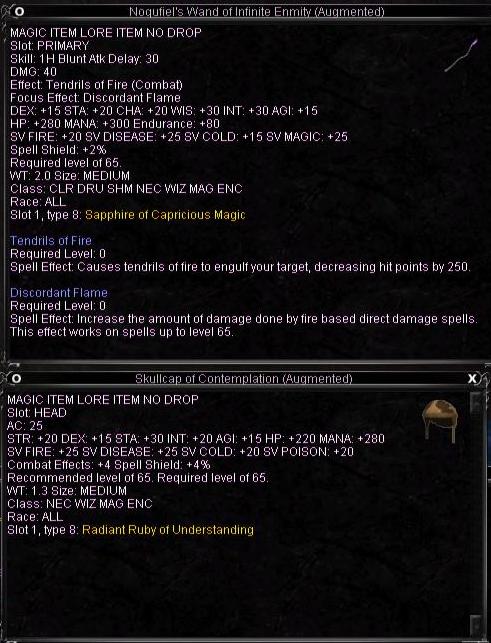 Noqufiel's Wand of Infinite Enmity (Augmented)
MAGIC ITEM LORE ITEM NO DROP
Slot: PRIMARY
Skill: 1H Blunt Atk Delay: 30
DMG: 40
Effect: Tendrils of Fire (Combat)
Focus Effect: Discordant Flame
DEX: +15 STA: +20 CHA: +20 WIS: +30 INT: +30 AGI: +15
HP: +280 MANA: +300 Endurance: +80
SV FIRE: +20 SV DISEASE: +25 SV COLD: +15 SV MAGIC: +25
Spell Shield: +2%
Required level of 65.
WT: 2.0 Size: MEDIUM
Class: CLR DRU SHM NEC WIZ MAG ENC
Race: ALL
Slot 1, type 8: Sapphire of Capricious Magic
Tendrils of Fire
Required Level: 0
Spell Effect: Causes tendrils of fire to engulf your target, decreasing hit points by 250.
Discordant Flame
Required Level: 0
Spell Effect: Increase the amount of damage done by fire based direct damage spells.
This effect works on spells up to level 65.
Skullcap of Contemplation (Augmented)
MAGIC ITEM LORE ITEM NO DROP
Slot: HEAD
AC: 25
STR: +20 DEX: +15 STA: +30 INT: +20 AGI: +15 HP: +220 MANA: +280
SV FIRE: +25 SV DISEASE: +25 SV COLD: +20 SV POISON: +20
Combat Effects: +4 Spell Shield: +4%
Recommended level of 65. Required level of 65.
WT: 1.3 Size: MEDIUM
Class: NEC WIZ MAG ENC
Race: ALL
Slot 1, type 8: Radiant Ruby of Understanding